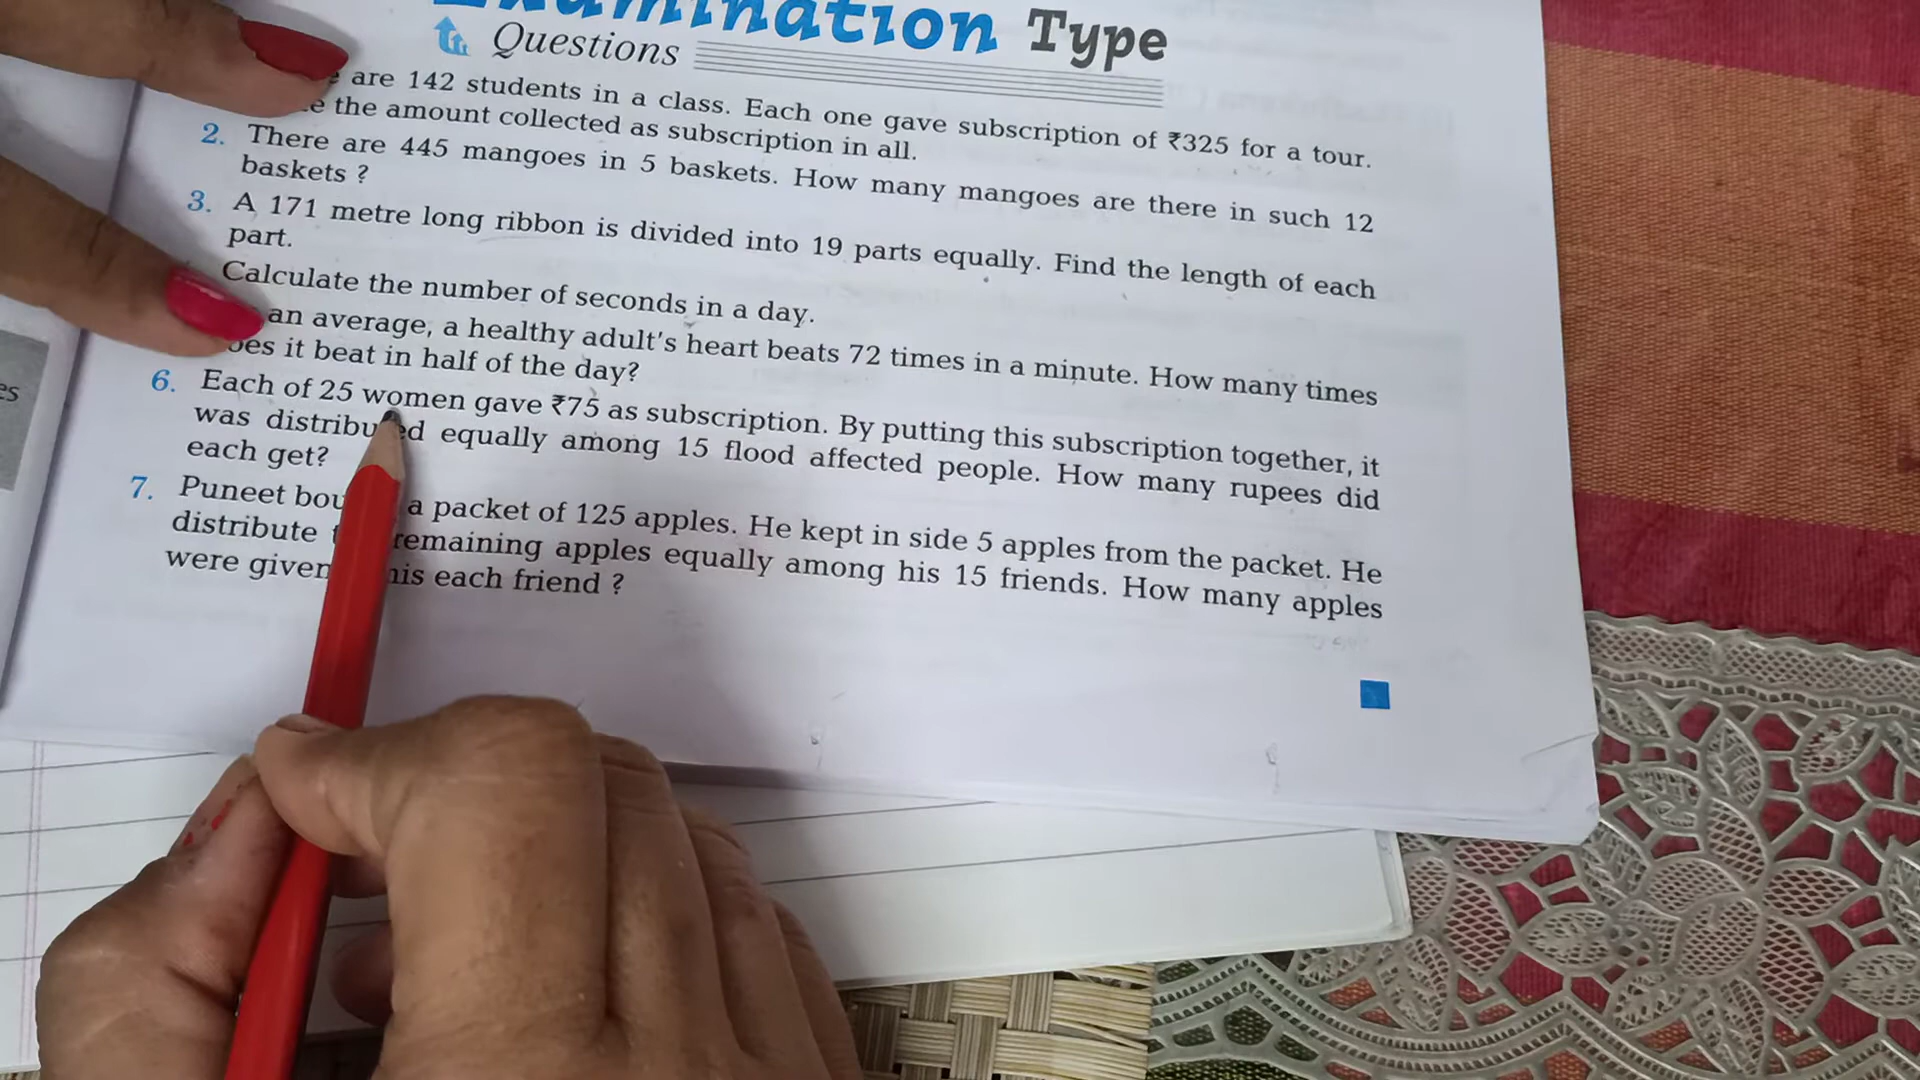 Examination Type
Questions
are 142 students in a class. Each one gave subscription of ₹325 for a tour.
the amount collected as subscription in all.
2. There are 445 mangoes in 5 baskets. How many mangoes are there in such 12
baskets ?
3. A 171 metre long ribbon is divided into 19 parts equally. Find the length of each
part.
Calculate the number of seconds in a day.
an average, a healthy adult's heart beats 72 times in a minute. How many times
it beat in half of the day?
6. Each of 25 women gave ₹75 as subscription. By putting this subscription together, it
was distributed equally among 15 flood affected people. How many rupees did
each get?
7. Puneet a packet of 125 apples. He kept in side 5 apples from the packet. He
distribute remaining apples equally among his 15 friends. How many apples
were given his each friend ?